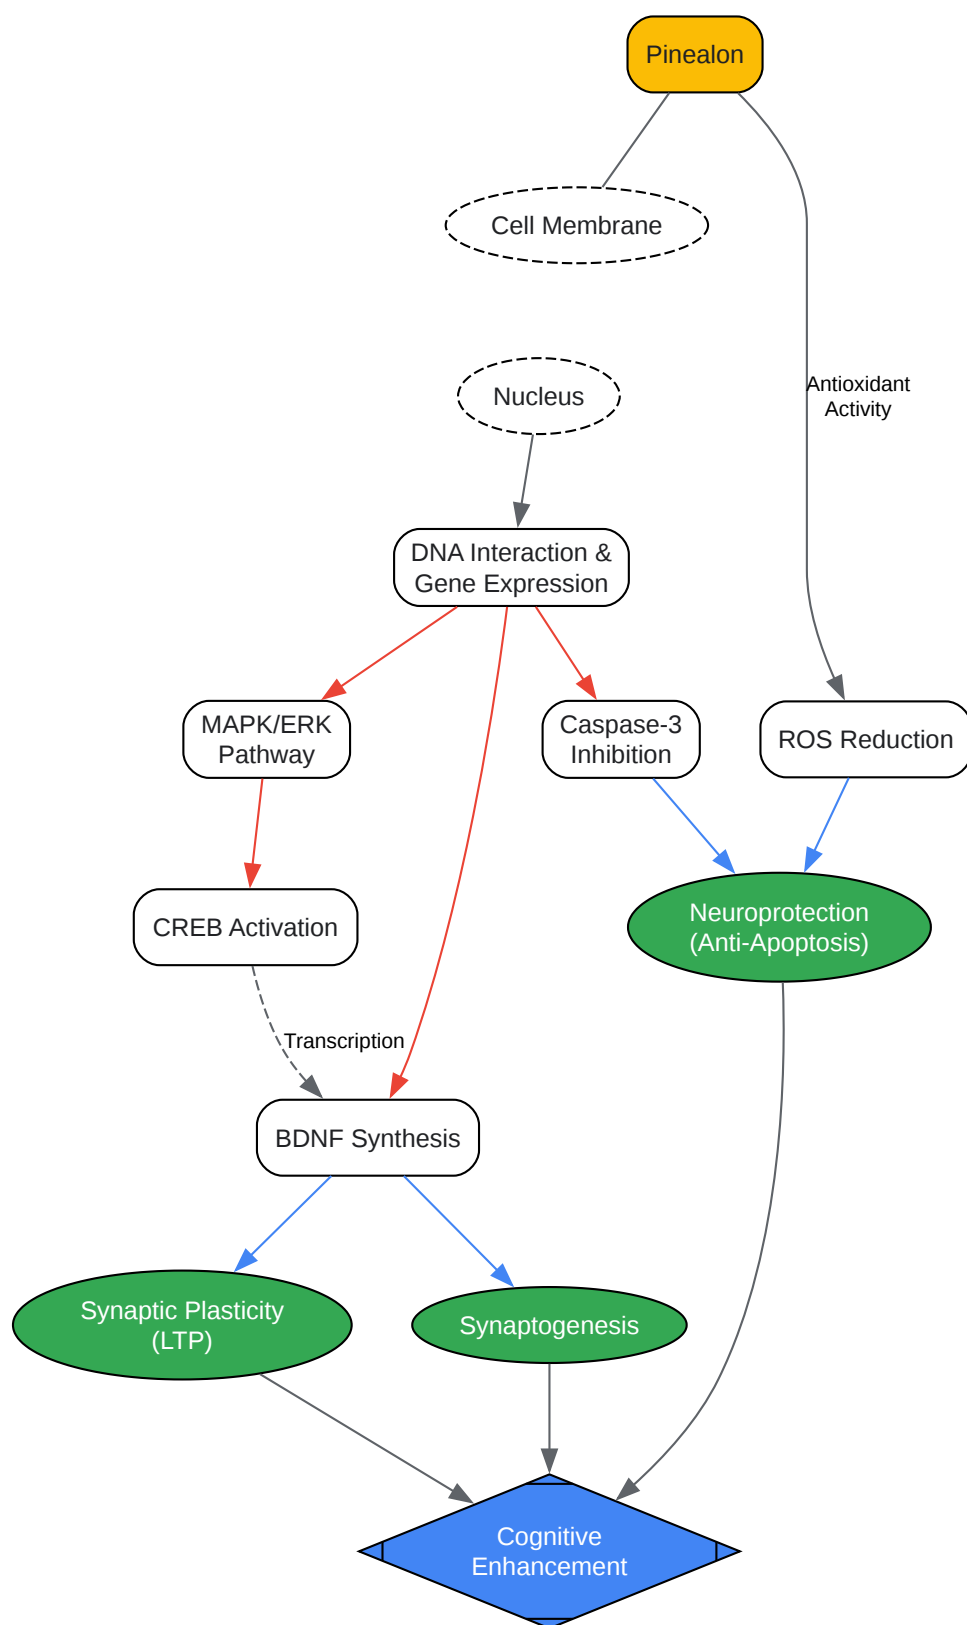 Pinealon
Cell Membrane
Antioxidant
Activity
Nucleus
DNA Interaction &
Gene Expression
MAPK/ERK
Pathway
Caspase-3
Inhibition
ROS Reduction
CREB Activation
Neuroprotection
(Anti-Apoptosis)
Transcription
BDNF Synthesis
Synaptic Plasticity
(LTP)
Synaptogenesis
Cognitive
Enhancement